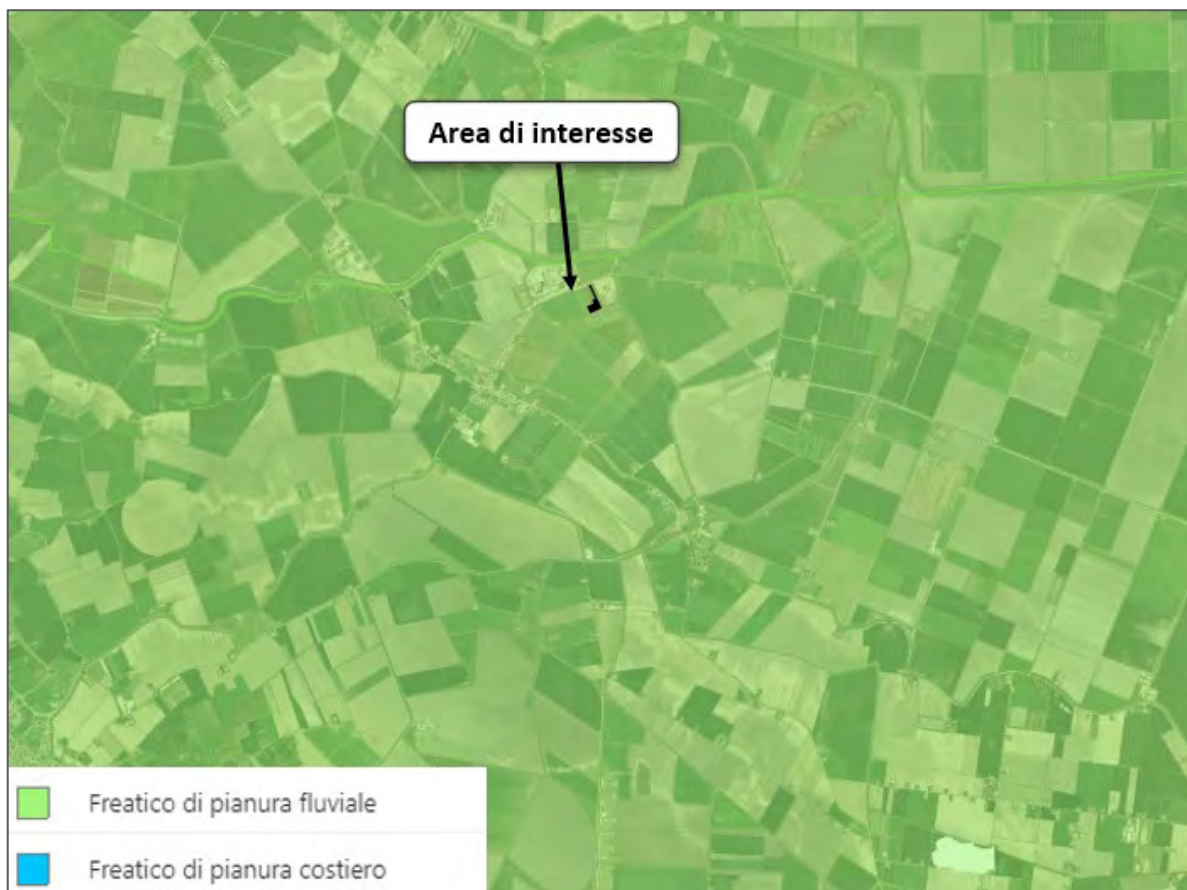 Area di interesse
Freatico di pianura fluviale
Freatico di pianura costiero